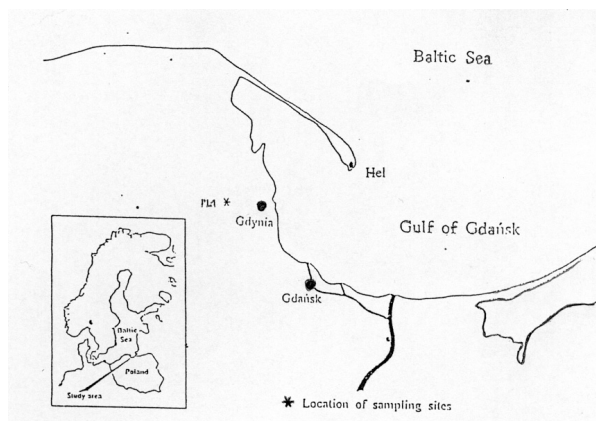 Baltic Sea
Hel
Gdynia
Gulf of Gdańsk
Gdańsk
Baltic
Sea
Poland
Study area
* Location of sampling sites